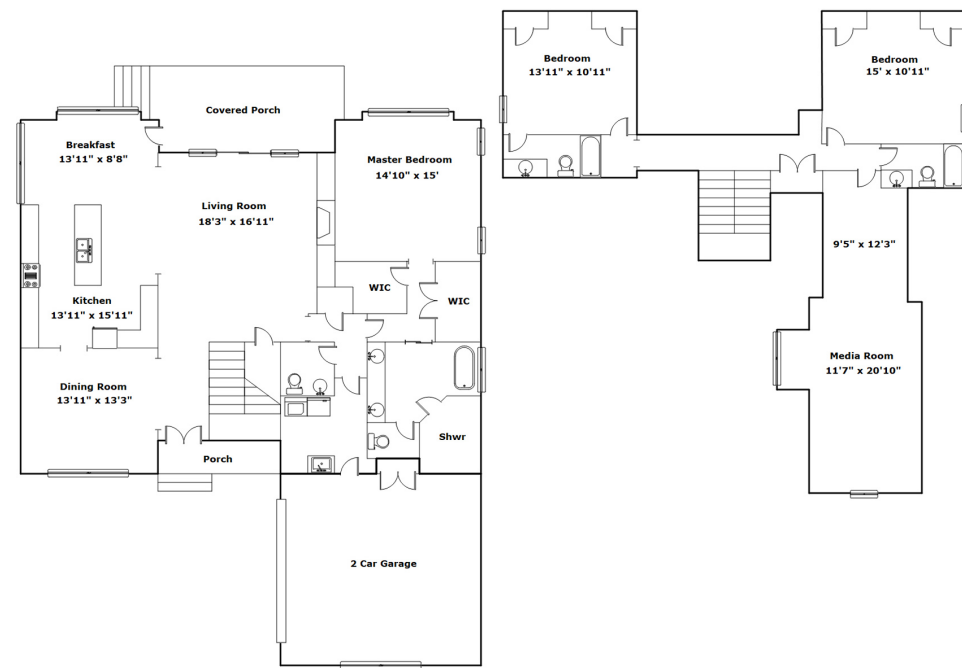 Bedroom
13'11" x 10'11"
Bedroom
15' x 10'11"
Covered Porch
Breakfast
13'11" x 8'8"
Master Bedroom
14'10" x 15'
Living Room
18'3" x 16'11"
9'5" x 12'3"
WIC
WIC
Kitchen
13'11" x 15'11"
Media Room
11'7" x 20'10"
Dining Room
13'11" x 13'3"
Shwr
Porch
2 Car Garage